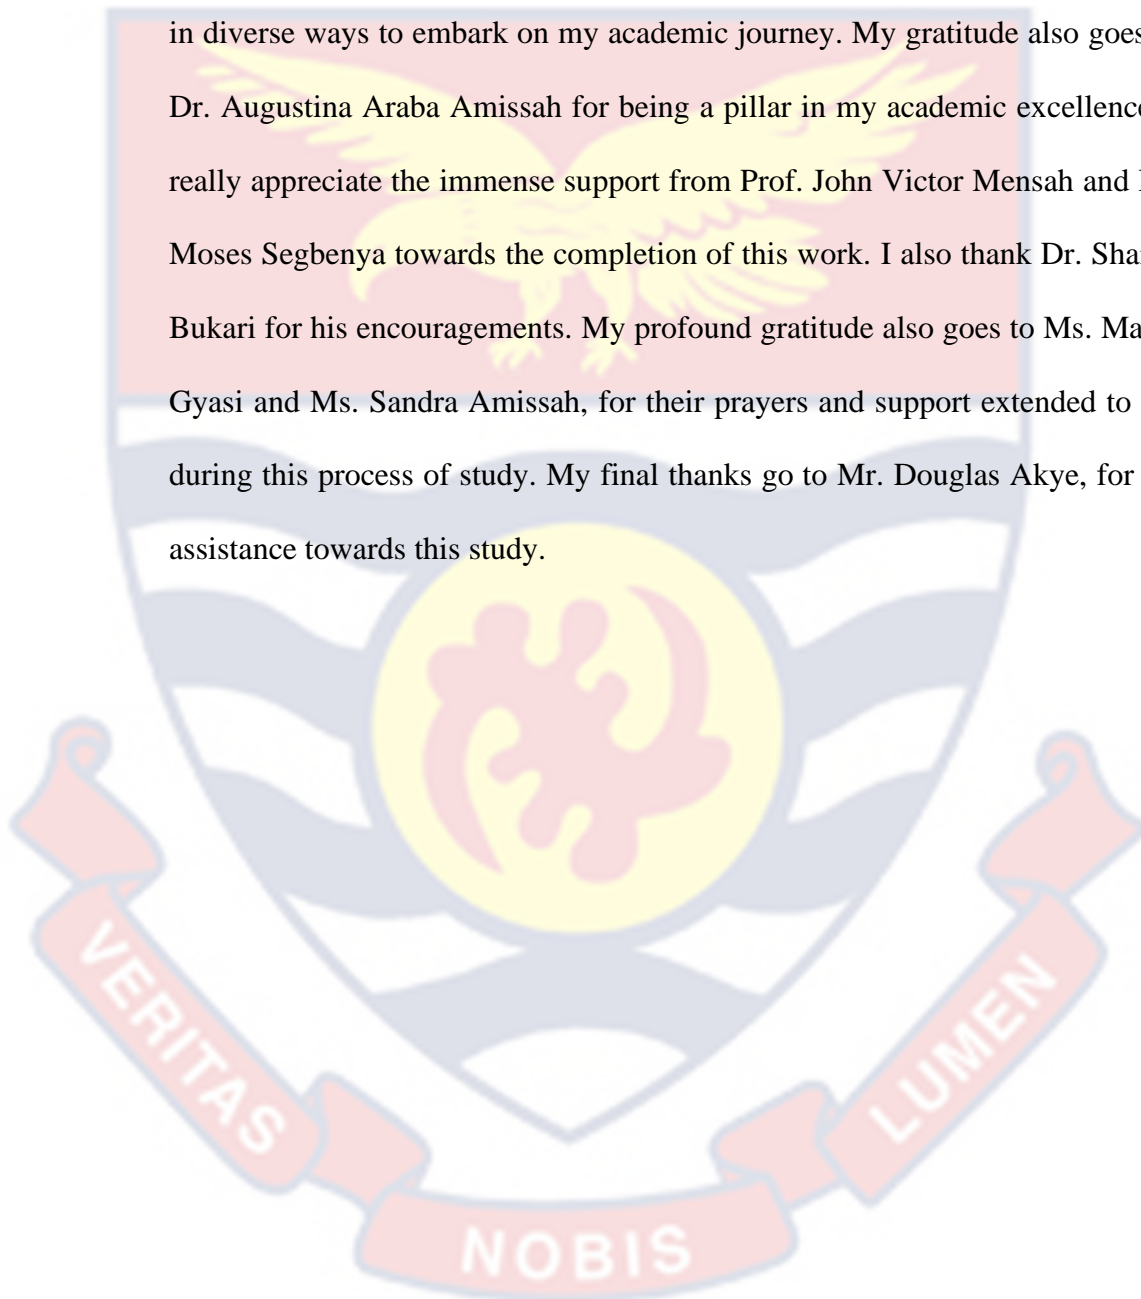 in diverse ways to embark on my academic journey. My gratitude also goes
Dr. Augustina Araba Amissah for being a pillar in my academic excellence
really appreciate the immense support from Prof. John Victor Mensah and
Moses Segbenya towards the completion of this work. I also thank Dr.
Bukari for his encouragements. My profound gratitude also goes to Ms.
Gyasi and Ms. Sandra Amissah, for their prayers and support extended to
during this process of study. My final thanks go to Mr. Douglas Akye, for
assistance towards this study.
VERITAS
NOBIS
LUMEN